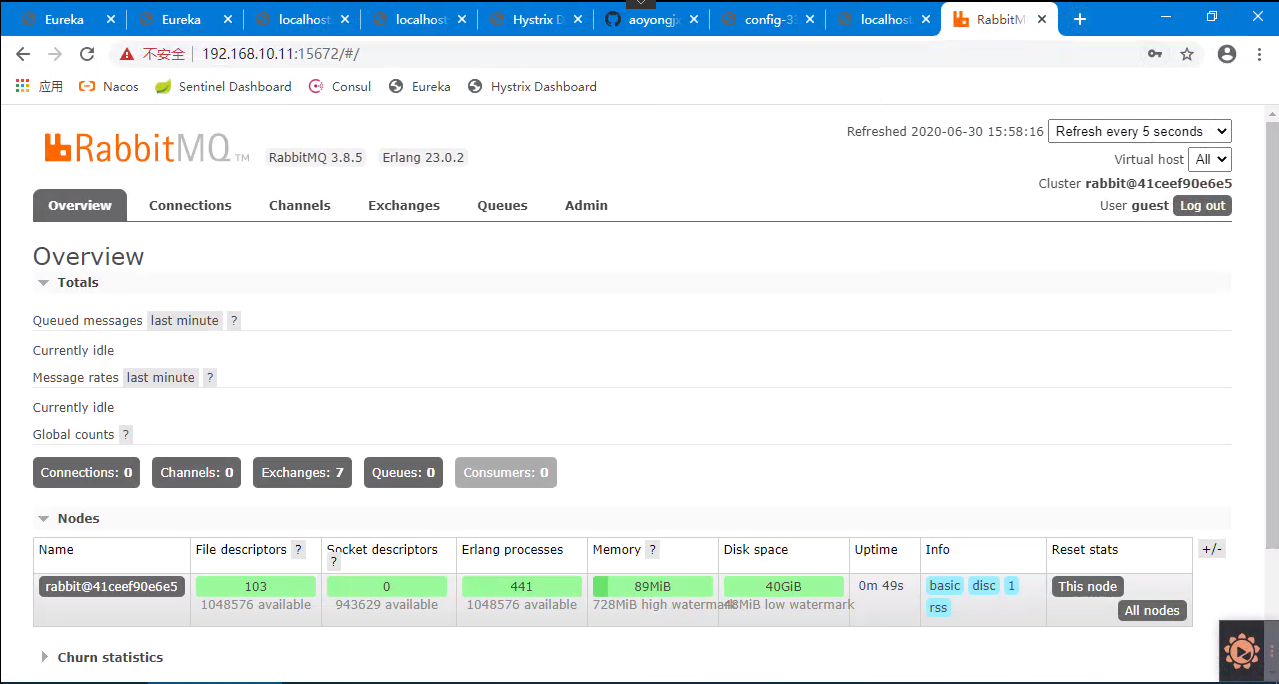 Eureka
Eureka
localhost
localhost
Hystrix D
aoyongjx
config-3
localhost
RabbitM
不安全 192.168.10.11:15672/#/
应用 Nacos Sentinel Dashboard Consul Eureka Hystrix Dashboard
RabbitMQ TM RabbitMQ 3.8.5 Erlang 23.0.2
Refreshed 2020-06-30 15:58:16 Refresh every 5 seconds
Virtual host All
Cluster rabbit@41ceef90e6e5
User guest Log out
Overview Connections Channels Exchanges Queues Admin
Overview
Totals
Queued messages last minute ?
Currently idle
Message rates last minute ?
Currently idle
Global counts ?
Connections: 0 Channels: 0 Exchanges: 7 Queues: 0 Consumers: 0
Nodes
Name File descriptors ? Socket descriptors ? Erlang processes Memory ? Disk space Uptime Info Reset stats +/-
rabbit@41ceef90e6e5 103 0 441 89MiB 40GiB 0m 49s basic disc 1 This node
1048576 available 943629 available 1048576 available 728MiB high watermark 48MiB low watermark rss All nodes
Churn statistics